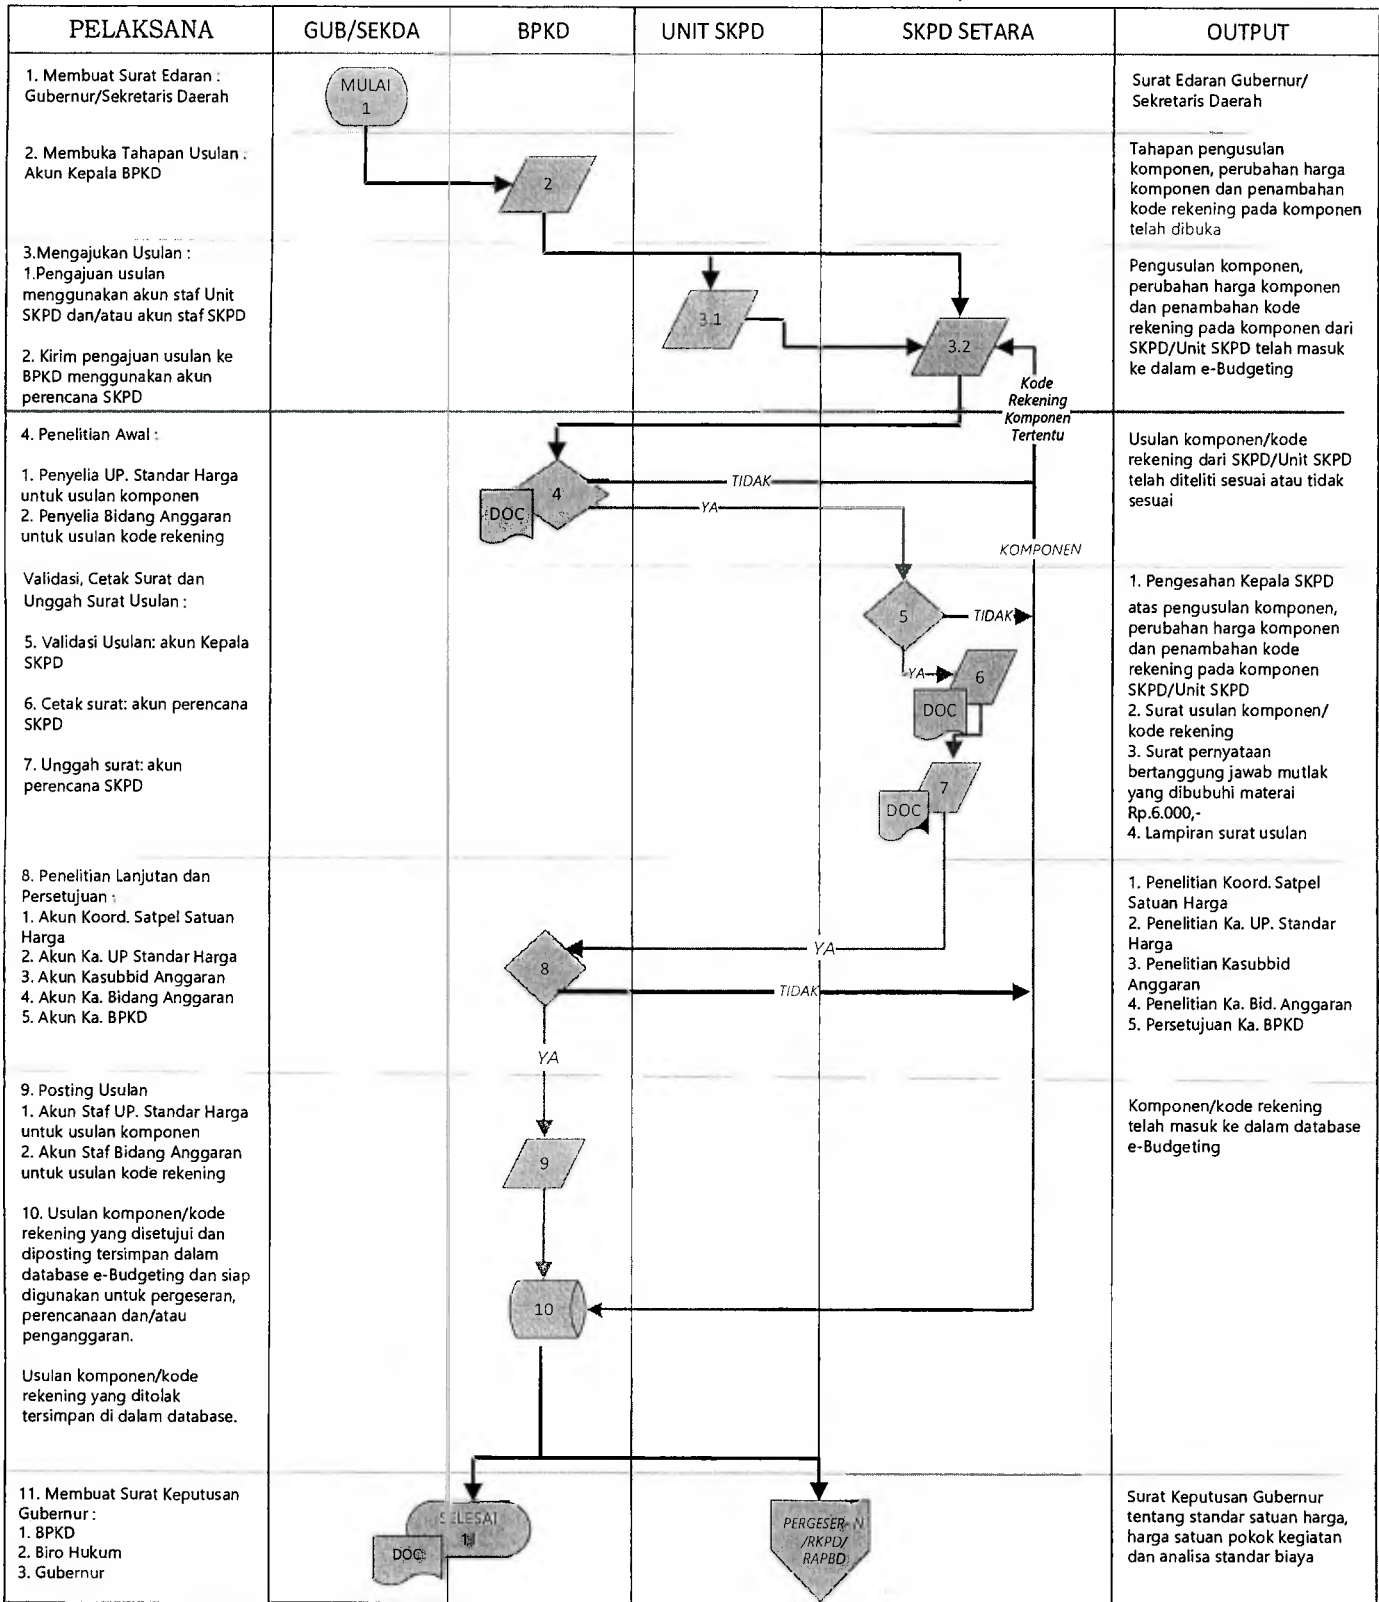 PELAKSANA
GUB/SEKDA
BPKD
UNIT SKPD
SKPD SETARA
OUTPUT
1. Membuat Surat Edaran :
Gubernur/Sekretaris Daerah
MULAI
1
Surat Edaran Gubernur/
Sekretaris Daerah
2. Membuka Tahapan Usulan :
Akun Kepala BPKD
2
Tahapan pengusulan
komponen, perubahan harga
komponen dan penambahan
kode rekening pada komponen
telah dibuka
3.Mengajukan Usulan :
1.Pengajuan usulan
menggunakan akun staf Unit
SKPD dan/atau akun staf SKPD
2. Kirim pengajuan usulan ke
BPKD menggunakan akun
perencana SKPD
3.1
3.2
Kode
Rekening
Komponen
Tertentu
Pengusulan komponen,
perubahan harga komponen
dan penambahan kode
rekening pada komponen dari
SKPD/Unit SKPD telah masuk
ke dalam e-Budgeting
4. Penelitian Awal :
1. Penyelia UP. Standar Harga
untuk usulan komponen
2. Penyelia Bidang Anggaran
untuk usulan kode rekening
4
DOC
TIDAK
YA
KOMPONEN
Usulan komponen/kode
rekening dari SKPD/Unit SKPD
telah diteliti sesuai atau tidak
sesuai
Validasi, Cetak Surat dan
Unggah Surat Usulan :
5. Validasi Usulan: akun Kepala
SKPD
6. Cetak surat: akun perencana
SKPD
7. Unggah surat: akun
perencana SKPD
5
TIDAK
YA
6
DOC
7
DOC
1. Pengesahan Kepala SKPD
atas pengusulan komponen,
perubahan harga komponen
dan penambahan kode
rekening pada komponen
SKPD/Unit SKPD
2. Surat usulan komponen/
kode rekening
3. Surat pernyataan
bertanggung jawab mutlak
yang dibubuhi materai
Rp.6.000,-
4. Lampiran surat usulan
8. Penelitian Lanjutan dan
Persetujuan :
1. Akun Koord. Satpel Satuan
Harga
2. Akun Ka. UP Standar Harga
3. Akun Kasubbid Anggaran
4. Akun Ka. Bidang Anggaran
5. Akun Ka. BPKD
YA
8
TIDAK
YA
1. Penelitian Koord. Satpel
Satuan Harga
2. Penelitian Ka. UP. Standar
Harga
3. Penelitian Kasubbid
Anggaran
4. Penelitian Ka. Bid. Anggaran
5. Persetujuan Ka. BPKD
9. Posting Usulan
1. Akun Staf UP. Standar Harga
untuk usulan komponen
2. Akun Staf Bidang Anggaran
untuk usulan kode rekening
9
Komponen/kode rekening
telah masuk ke dalam database
e-Budgeting
10. Usulan komponen/kode
rekening yang disetujui dan
diposting tersimpan dalam
database e-Budgeting dan siap
digunakan untuk pergeseran,
perencanaan dan/atau
penganggaran.
Usulan komponen/kode
rekening yang ditolak
tersimpan di dalam database.
10
11. Membuat Surat Keputusan
Gubernur :
1. BPKD
2. Biro Hukum
3. Gubernur
SELESAI
DOC
/RKPD/
RAPBD
Surat Keputusan Gubernur
tentang standar satuan harga,
harga satuan pokok kegiatan
dan analisa standar biaya